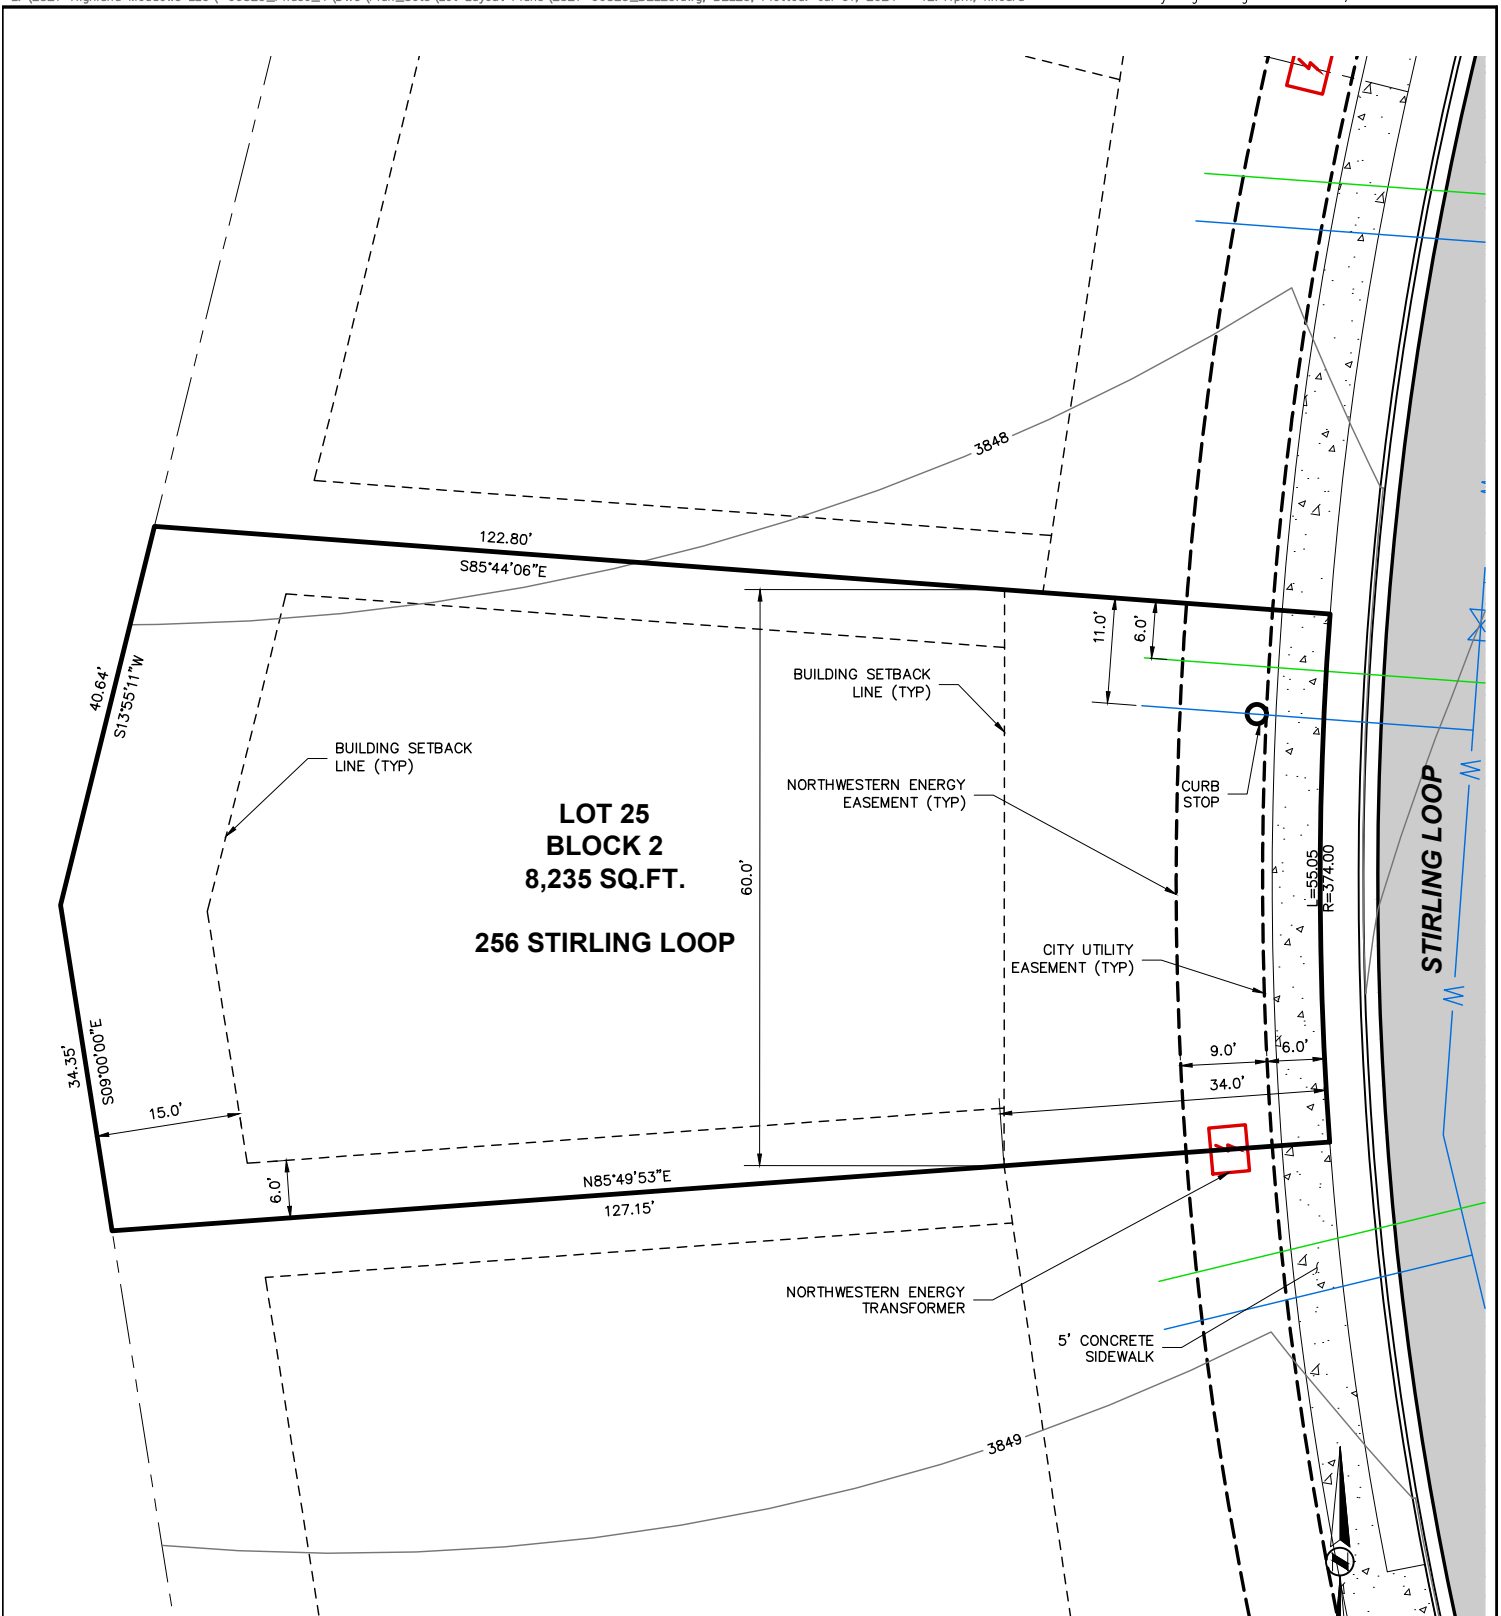 3848
122.80'
S85°44'06"E
40.64'
S13°55'11"W
11.0'
6.0'
BUILDING SETBACK
LINE (TYP)
BUILDING SETBACK
LINE (TYP)
NORTHWESTERN ENERGY
EASEMENT (TYP)
CURB
STOP
LOT 25
BLOCK 2
8,235 SQ.FT.
256 STIRLING LOOP
60.0'
L=55.05
R=374.00
STIRLING LOOP
W
W
W
CITY UTILITY
EASEMENT (TYP)
34.35'
S09°00'00"E
15.0'
9.0'
6.0'
34.0'
6.0'
N85°49'53"E
127.15'
NORTHWESTERN ENERGY
TRANSFORMER
5' CONCRETE
SIDEWALK
3849